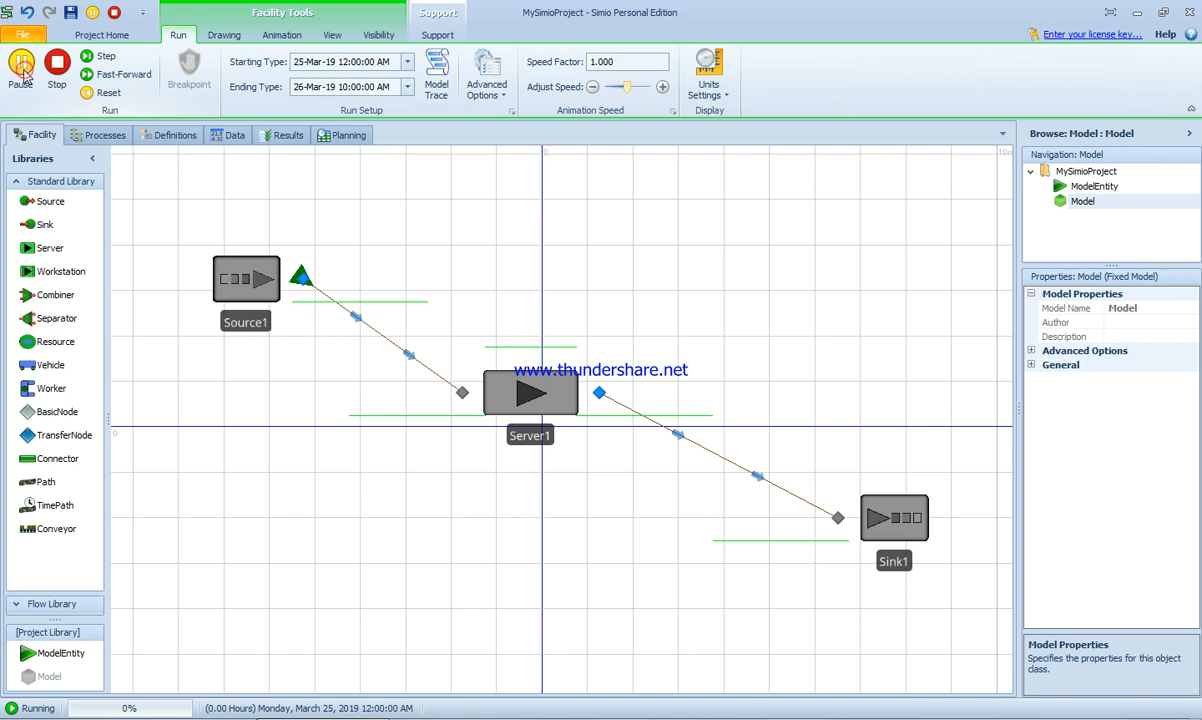 Facility Tools
Support
MySimioProject - Simio Personal Edition
File
Project Home
Run
Drawing
Animation
View
Visibility
Support
Enter your license key...
Help
Pause
Stop
Step
Fast-Forward
Reset
Run
Breakpoint
Starting Type: 25-Mar-19 12:00:00 AM
Ending Type: 26-Mar-19 10:00:00 AM
Run Setup
Model Trace
Advanced Options
Speed Factor: 1.000
Adjust Speed:
Animation Speed
Units Settings
Display
Facility
Processes
Definitions
Data
Results
Planning
Libraries
Standard Library
Source
Sink
Server
Workstation
Combiner
Separator
Resource
Vehicle
Worker
BasicNode
TransferNode
Connector
Path
TimePath
Conveyor
Flow Library
[Project Library]
ModelEntity
Model
0
10m
0
Source1
www.thundershare.net
Server1
Sink1
Browse: Model : Model
Navigation: Model
MySimioProject
ModelEntity
Model
Properties: Model (Fixed Model)
Model Properties
Model Name Model
Author
Description
Advanced Options
General
Model Properties
Specifies the properties for this object class.
Running
0%
(0.00 Hours) Monday, March 25, 2019 12:00:00 AM